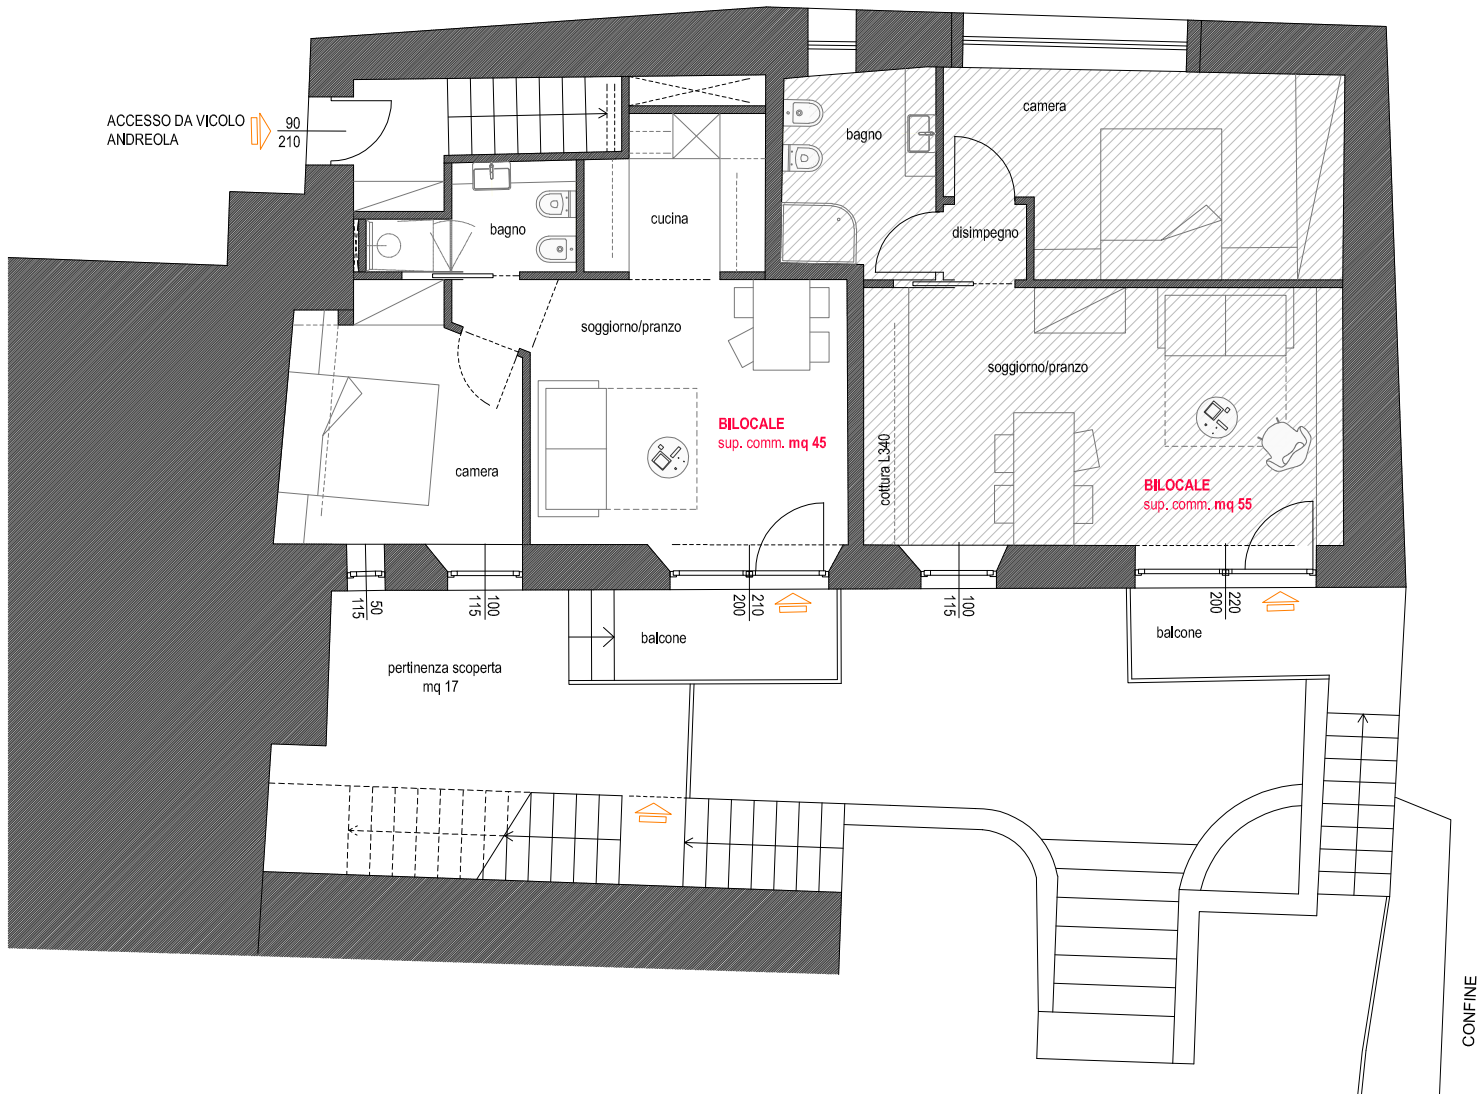 ACCESSO DA VICOLO
ANDREOLA
90
210
camera
bagno
bagno
cucina
disimpegno
soggiorno/pranzo
soggiorno/pranzo
BILOCALE
sup. comm. mq 45
camera
cottura L340
BILOCALE
sup. comm. mq 55
50
115
100
115
210
200
100
115
220
200
balcone
balcone
pertinenza scoperta
mq 17
CONFINE